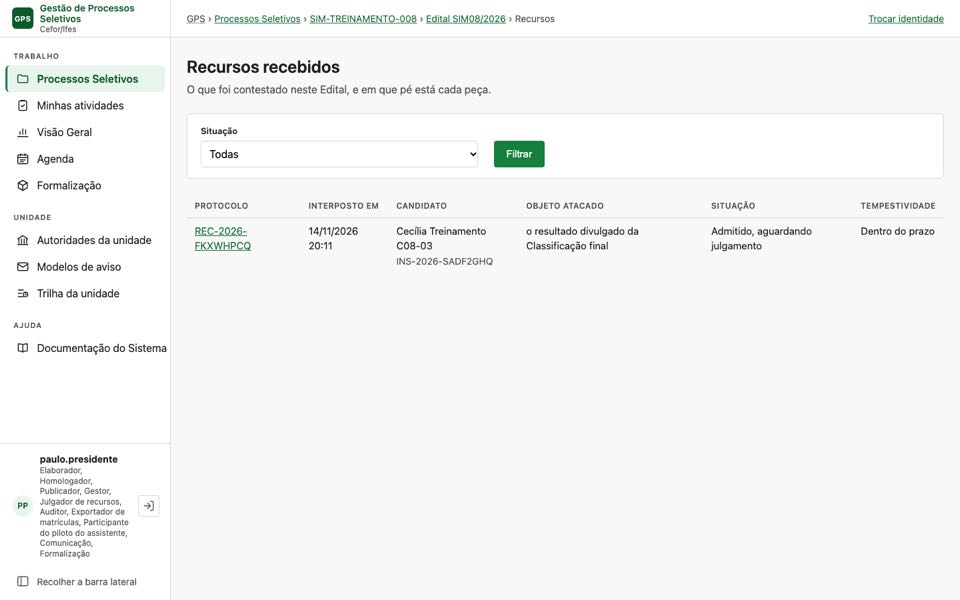 GPS
Gestão de Processos
Seletivos
Cefor/Ifes
GPS › Processos Seletivos › SIM-TREINAMENTO-008 › Edital SIM08/2026 › Recursos
Trocar identidade
TRABALHO
Processos Seletivos
Minhas atividades
Visão Geral
Agenda
Formalização
UNIDADE
Autoridades da unidade
Modelos de aviso
Trilha da unidade
AJUDA
Documentação do Sistema
PP
paulo.presidente
Elaborador,
Homologador,
Publicador, Gestor,
Julgador de recursos,
Auditor, Exportador de
matrículas, Participante
do piloto do assistente,
Comunicação,
Formalização
Recolher a barra lateral
Recursos recebidos
O que foi contestado neste Edital, e em que pé está cada peça.
Situação
Todas
Filtrar
PROTOCOLO INTERPOSTO EM CANDIDATO OBJETO ATACADO SITUAÇÃO TEMPESTIVIDADE
REC-2026- 14/11/2026 Cecília Treinamento o resultado divulgado da Admitido, aguardando Dentro do prazo
FKXWHPCQ 20:11 C08-03 Classificação final julgamento
INS-2026-SADF2GHQ